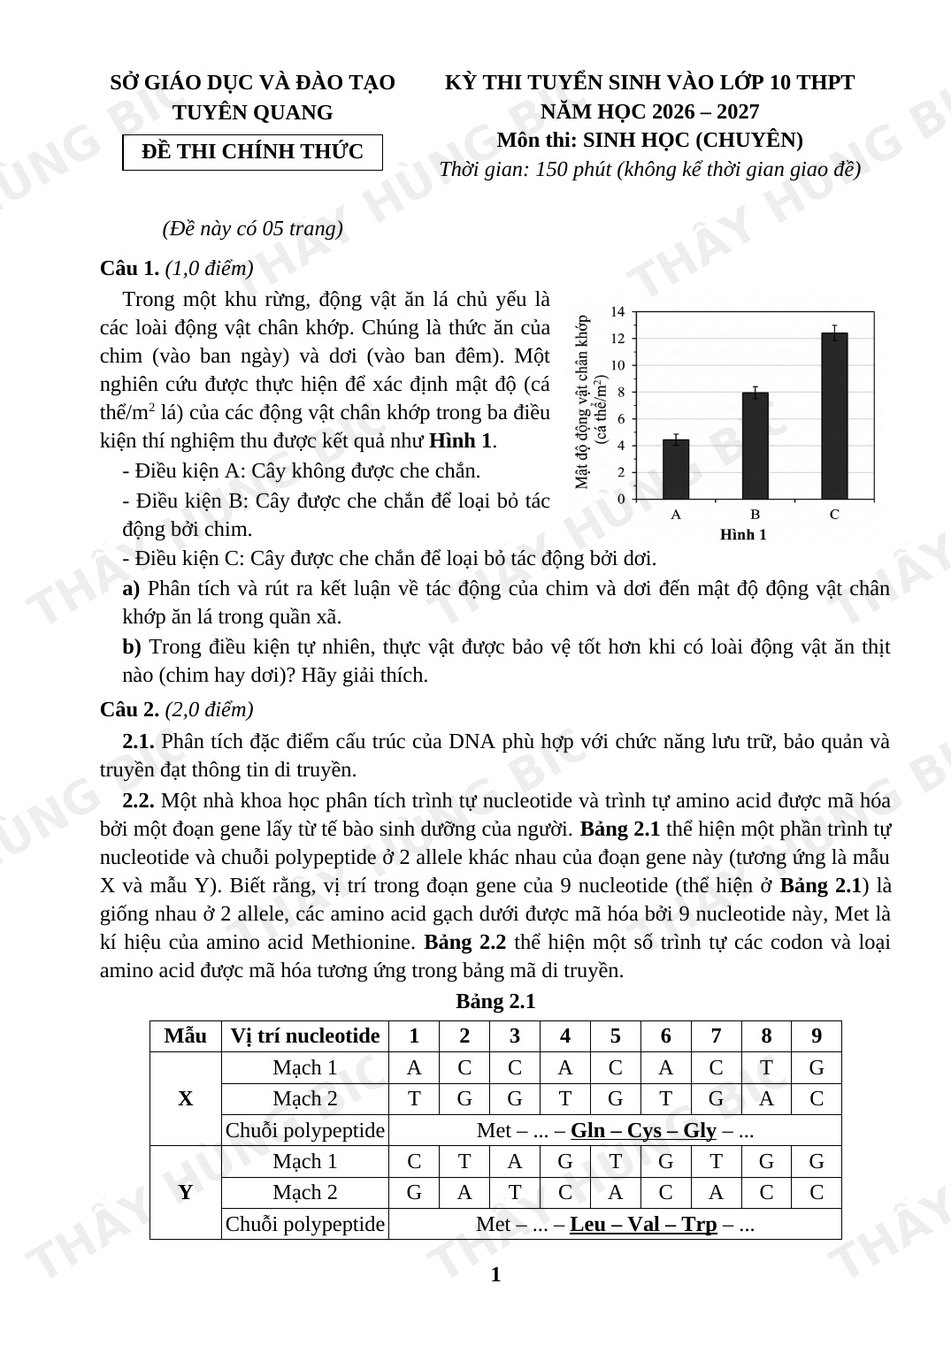 SỞ GIÁO DỤC VÀ ĐÀO TẠO
TUYÊN QUANG
ĐỀ THI CHÍNH THỨC
KỲ THI TUYỂN SINH VÀO LỚP 10 THPT
NĂM HỌC 2026 – 2027
Môn thi: SINH HỌC (CHUYÊN)
Thời gian: 150 phút (không kể thời gian giao đề)
(Đề này có 05 trang)
Câu 1. (1,0 điểm)
Trong một khu rừng, động vật ăn lá chủ yếu là
các loài động vật chân khớp. Chúng là thức ăn của
chim (vào ban ngày) và dơi (vào ban đêm). Một
nghiên cứu được thực hiện để xác định mật độ (cá
thể/m² lá) của các động vật chân khớp trong ba điều
kiện thí nghiệm thu được kết quả như Hình 1.
- Điều kiện A: Cây không được che chắn.
- Điều kiện B: Cây được che chắn để loại bỏ tác
động bởi chim.
- Điều kiện C: Cây được che chắn để loại bỏ tác động bởi dơi.
Mật độ động vật chân khớp
(cá thể/m²)
14
12
10
8
6
4
2
0
A B C
Hình 1
a) Phân tích và rút ra kết luận về tác động của chim và dơi đến mật độ động vật chân
khớp ăn lá trong quần xã.
b) Trong điều kiện tự nhiên, thực vật được bảo vệ tốt hơn khi có loài động vật ăn thịt
nào (chim hay dơi)? Hãy giải thích.
Câu 2. (2,0 điểm)
2.1. Phân tích đặc điểm cấu trúc của DNA phù hợp với chức năng lưu trữ, bảo quản và
truyền đạt thông tin di truyền.
2.2. Một nhà khoa học phân tích trình tự nucleotide và trình tự amino acid được mã hóa
bởi một đoạn gene lấy từ tế bào sinh dưỡng của người. Bảng 2.1 thể hiện một phần trình tự
nucleotide và chuỗi polypeptide ở 2 allele khác nhau của đoạn gene này (tương ứng là mẫu
X và mẫu Y). Biết rằng, vị trí trong đoạn gene của 9 nucleotide (thể hiện ở Bảng 2.1) là
giống nhau ở 2 allele, các amino acid gạch dưới được mã hóa bởi 9 nucleotide này, Met là
kí hiệu của amino acid Methionine. Bảng 2.2 thể hiện một số trình tự các codon và loại
amino acid được mã hóa tương ứng trong bảng mã di truyền.
Bảng 2.1
Mẫu Vị trí nucleotide 1 2 3 4 5 6 7 8 9
X
Mạch 1 A C C A C A C T G
Mạch 2 T G G T G T G A C
Chuỗi polypeptide Met – ... – Gln – Cys – Gly – ...
Y
Mạch 1 C T A G T G T G G
Mạch 2 G A T C A C A C C
Chuỗi polypeptide Met – ... – Leu – Val – Trp – ...
1
THẦY HÙNG BIC